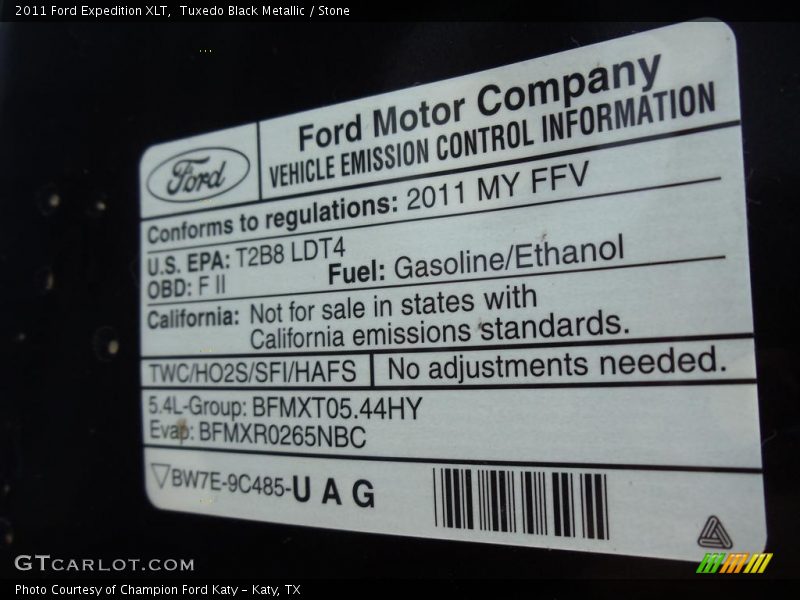 2011 Ford Expedition XLT,  Tuxedo Black Metallic / Stone
Ford
Ford Motor Company
VEHICLE EMISSION CONTROL INFORMATION
Conforms to regulations: 2011 MY FFV
U.S. EPA: T2B8 LDT4
OBD: F II
Fuel: Gasoline/Ethanol
California: Not for sale in states with
California emissions standards.
TWC/HO2S/SFI/HAFS
No adjustments needed.
5.4L-Group: BFMXT05.44HY
Evap: BFMXR0265NBC
BW7E-9C485-U A G
GTCARLOT.COM
Photo Courtesy of Champion Ford Katy - Katy, TX